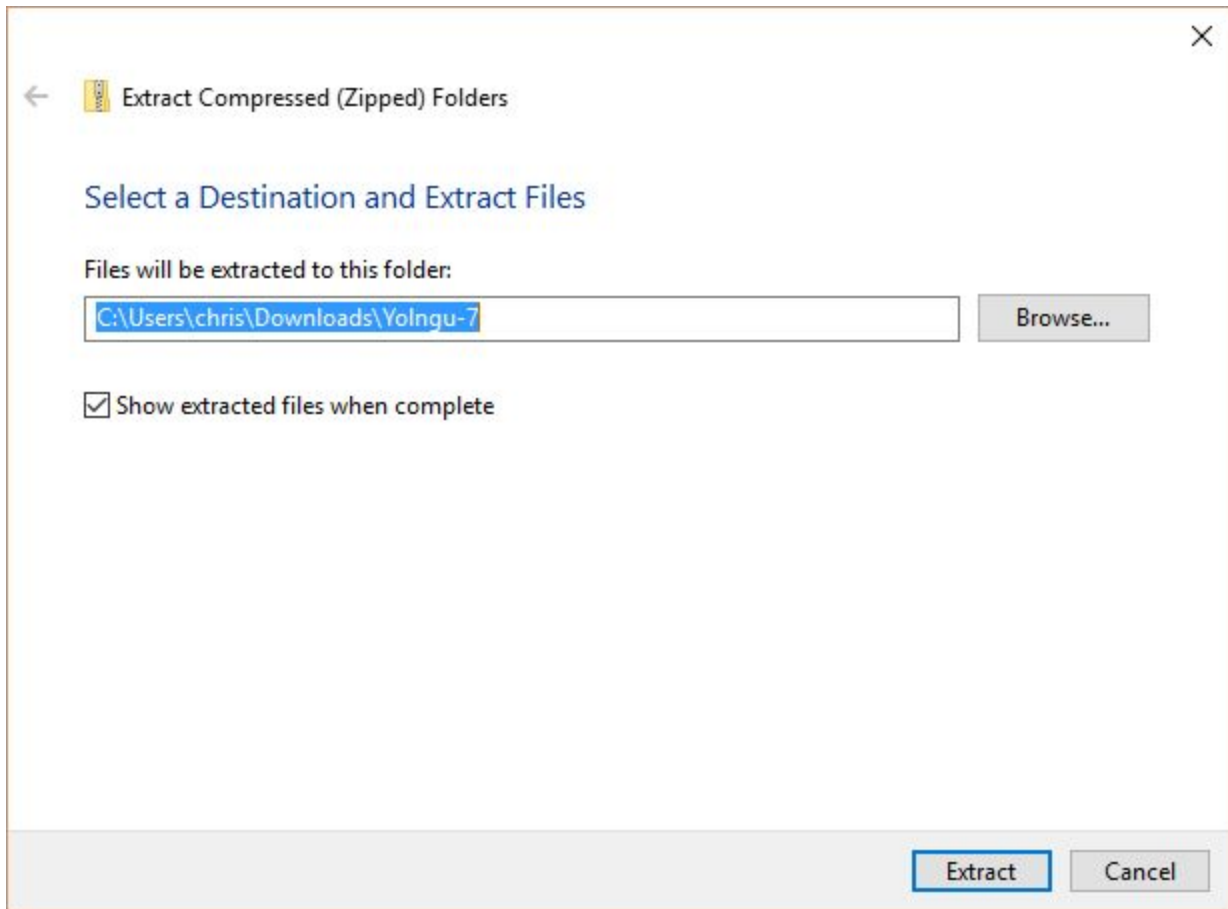 Extract Compressed (Zipped) Folders
Select a Destination and Extract Files
Files will be extracted to this folder:
C:\Users\chris\Downloads\Yolngu-7
Browse...
Show extracted files when complete
Extract
Cancel